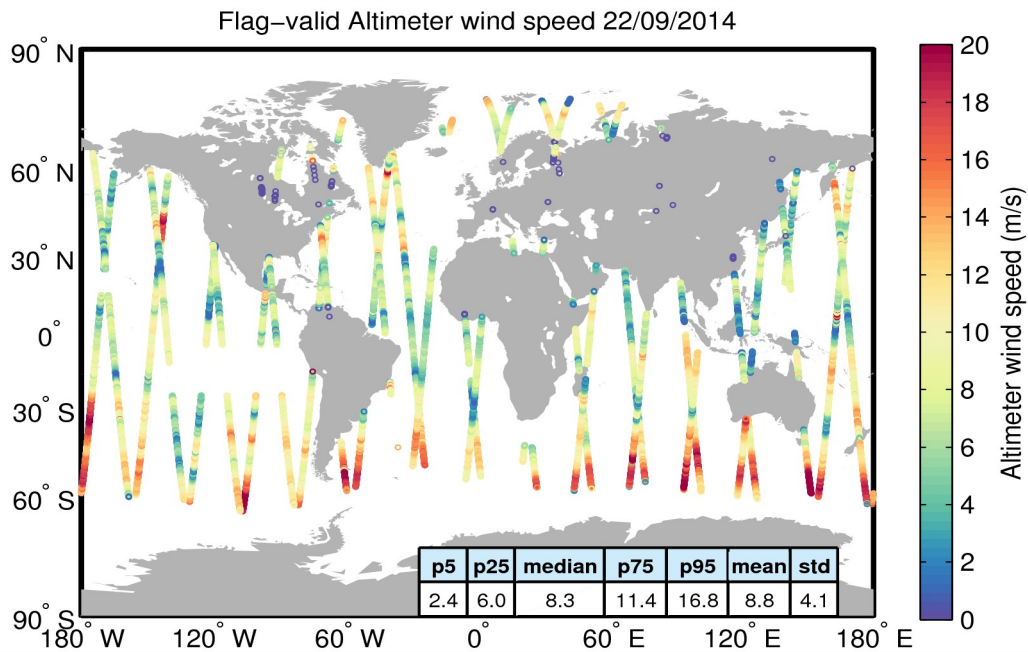 Flag−valid Altimeter wind speed 22/09/2014
90° N
60° N
30° N
0°
30° S
60° S
90° S
180° W
120° W
60° W
0°
60° E
120° E
180° E
p5 p25 median p75 p95 mean std
2.4 6.0 8.3 11.4 16.8 8.8 4.1
20
18
16
14
12
10
8
6
4
2
0
Altimeter wind speed (m/s)